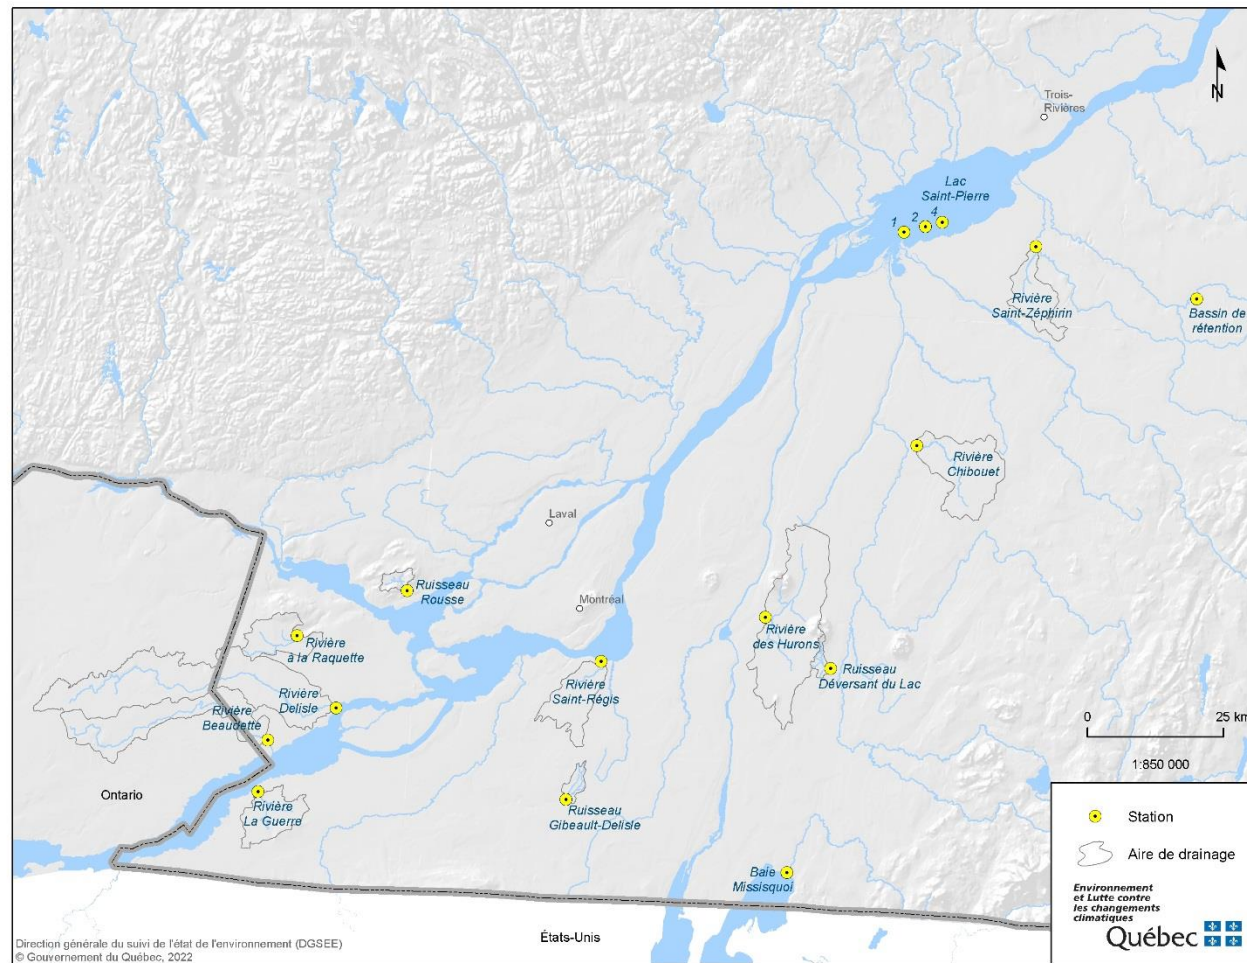 N
Trois-
Rivières
Lac
Saint-Pierre
1
2
4
Rivière
Saint-Zéphirin
Bassin de
rétention
Rivière
Chibouet
Laval
Montréal
Ruisseau
Rousse
Rivière
à la Raquette
Rivière
des Hurons
Ruisseau
Déversant du Lac
Rivière
Saint-Régis
Rivière
Delisle
Rivière
Beaudette
0
25 km
1:850 000
Ontario
Rivière
La Guerre
Ruisseau
Gibeault-Delisle
Baie
Missisquoi
États-Unis
Station
Aire de drainage
Environnement
et Lutte contre
les changements
climatiques
Québec
Direction générale du suivi de l'état de l'environnement (DGSEE)
© Gouvernement du Québec, 2022